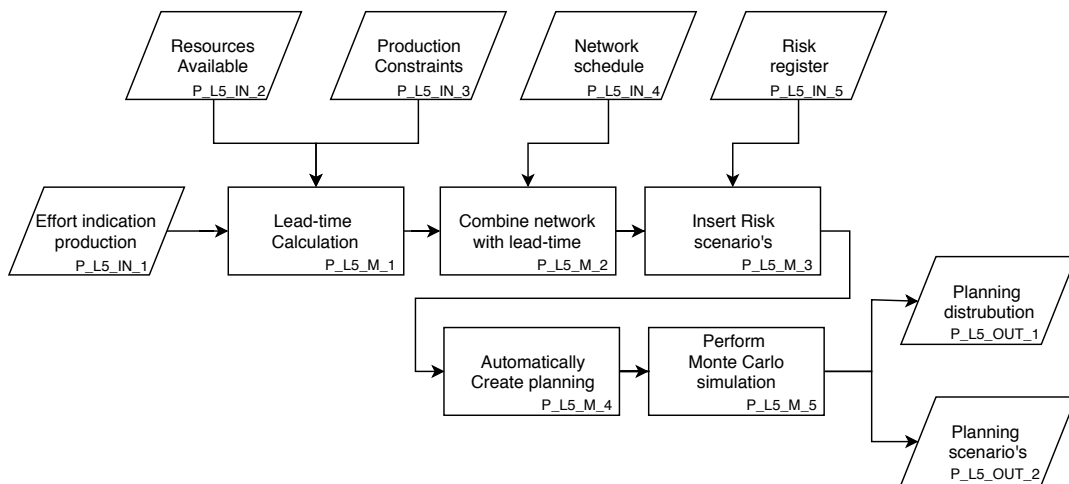 Resources
Available
P_L5_IN_2
Production
Constraints
P_L5_IN_3
Network
schedule
P_L5_IN_4
Risk
register
P_L5_IN_5
Effort indication
production
P_L5_IN_1
Lead-time
Calculation
P_L5_M_1
Combine network
with lead-time
P_L5_M_2
Insert Risk
scenario's
P_L5_M_3
Automatically
Create planning
P_L5_M_4
Perform
Monte Carlo
simulation
P_L5_M_5
Planning
distrubution
P_L5_OUT_1
Planning
scenario's
P_L5_OUT_2